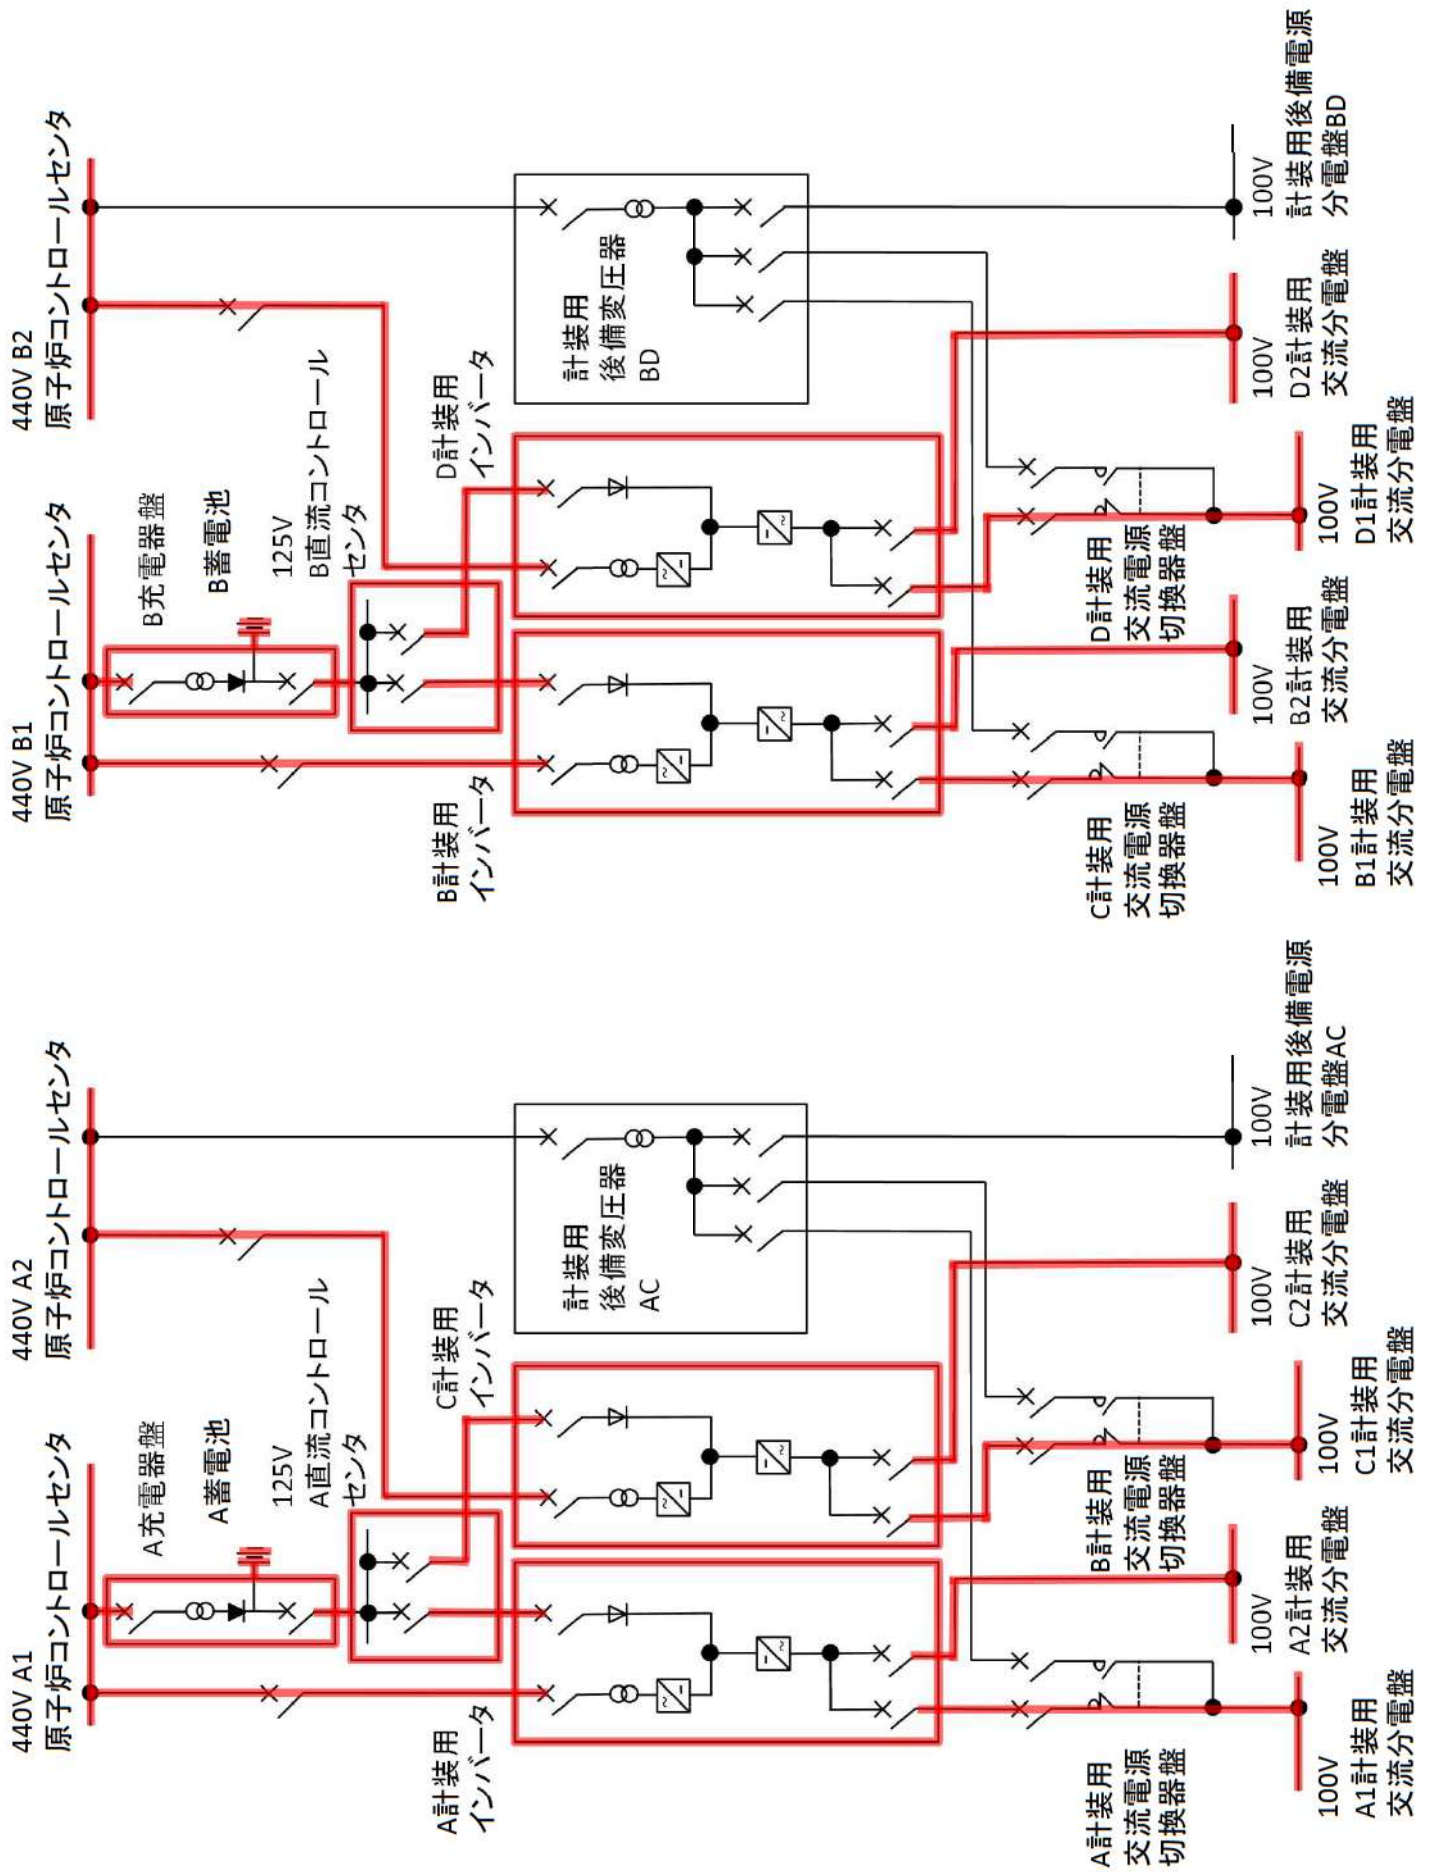 440V A1
原子炉コントロールセンタ
440V A2
原子炉コントロールセンタ
A充電器盤
A蓄電池
125V
A直流コントロール
センタ
A計装用
インバータ
C計装用
インバータ
計装用
後備変圧器
AC
A計装用
交流電源
切換器盤
B計装用
交流電源
切換器盤
100V
A1計装用
交流分電盤
100V
A2計装用
交流分電盤
100V
C1計装用
交流分電盤
100V
C2計装用
交流分電盤
100V
計装用後備電源
分電盤AC
440V B1
原子炉コントロールセンタ
440V B2
原子炉コントロールセンタ
B充電器盤
B蓄電池
125V
B直流コントロール
センタ
B計装用
インバータ
D計装用
インバータ
計装用
後備変圧器
BD
C計装用
交流電源
切換器盤
D計装用
交流電源
切換器盤
100V
B1計装用
交流分電盤
100V
B2計装用
交流分電盤
100V
D1計装用
交流分電盤
100V
D2計装用
交流分電盤
100V
計装用後備電源
分電盤BD